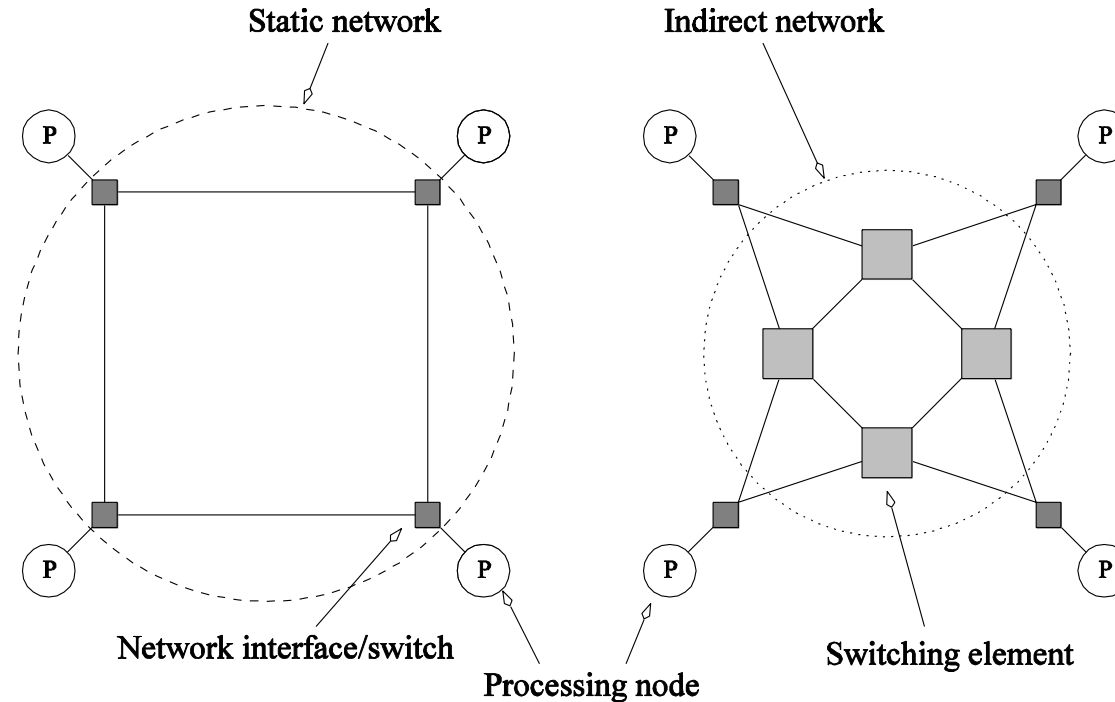 Static network
Indirect network
P
P
P
P
P
P
P
P
Network interface/switch
Switching element
Processing node